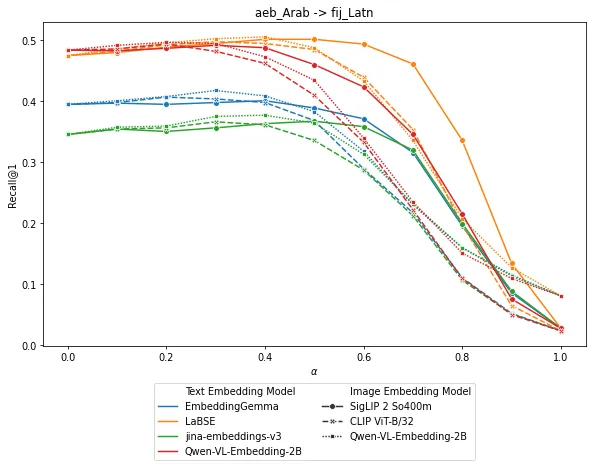 aeb_Arab -> fij_Latn
Recall@1
0.5
0.4
0.3
0.2
0.1
0.0
0.0 0.2 0.4 0.6 0.8 1.0
α
Text Embedding Model Image Embedding Model
EmbeddingGemma SigLIP 2 So400m
LaBSE CLIP ViT-B/32
jina-embeddings-v3 Qwen-VL-Embedding-2B
Qwen-VL-Embedding-2B